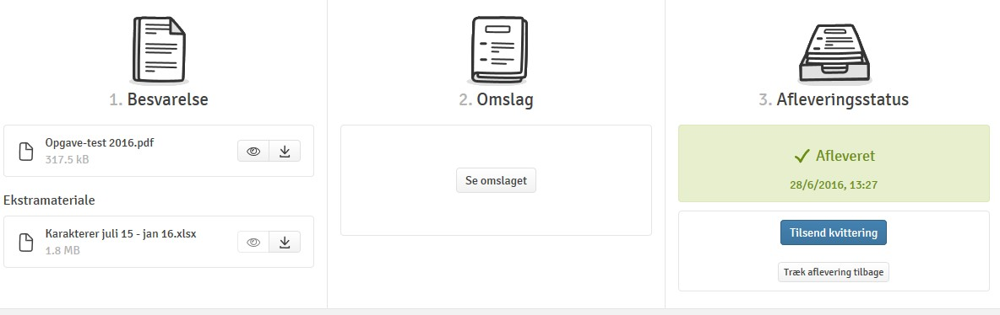 1. Besvarelse
Opgave-test 2016.pdf
317.5 kB
Ekstramateriale
Karakterer juli 15 - jan 16.xlsx
1.8 MB
2. Omslag
Se omslaget
3. Afleveringsstatus
Afleveret
28/6/2016, 13:27
Tilsend kvittering
Træk aflevering tilbage